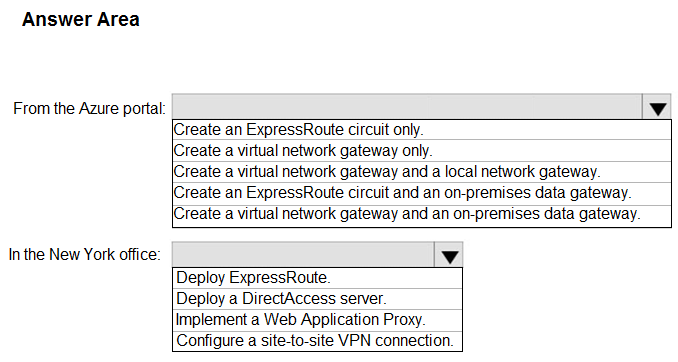 Answer Area
From the Azure portal:
Create an ExpressRoute circuit only.
Create a virtual network gateway only.
Create a virtual network gateway and a local network gateway.
Create an ExpressRoute circuit and an on-premises data gateway.
Create a virtual network gateway and an on-premises data gateway.
In the New York office:
Deploy ExpressRoute.
Deploy a DirectAccess server.
Implement a Web Application Proxy.
Configure a site-to-site VPN connection.